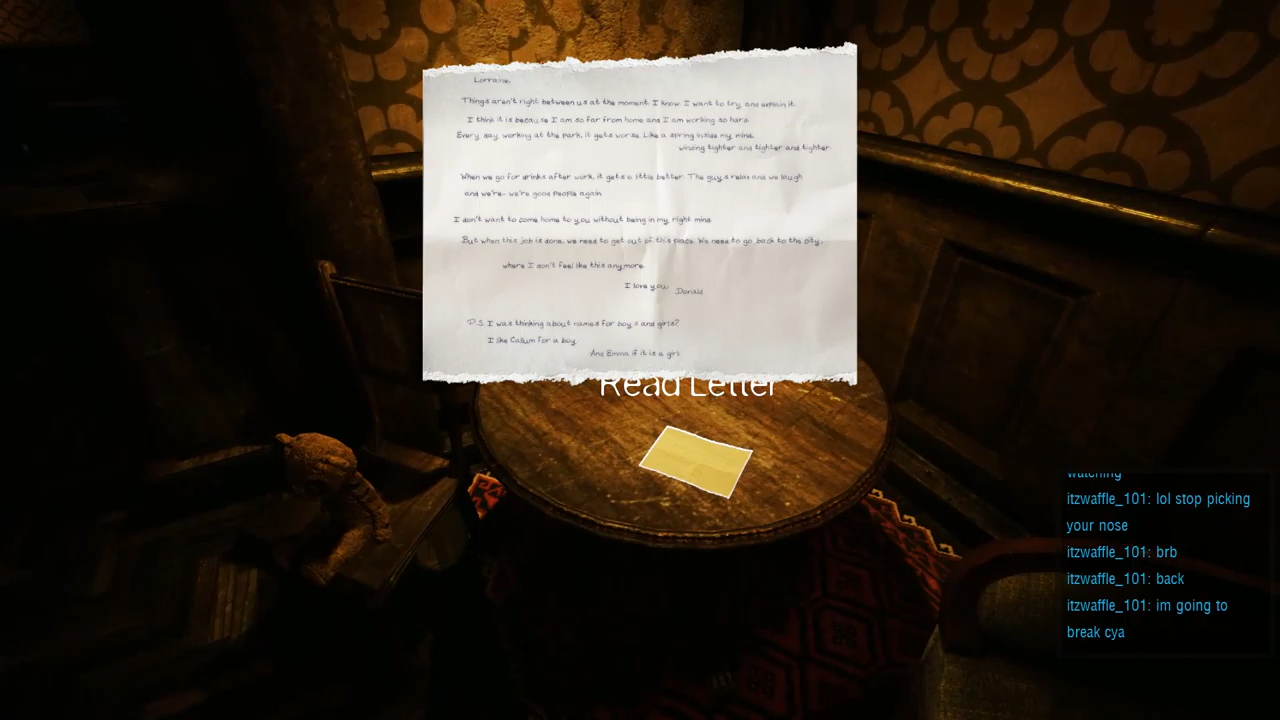 Lorraine,
Things aren't right between us at the moment. I know. I want to try and explain it.
I think it is because I am so far from home and I am working so hard.
Every day, working at the park, it gets worse. Like a spring inside my mind.
winding tighter and tighter and tighter.
When we go for drinks after work, it gets a little better. The guys relax and we laugh
and we're- we're good people again
I don't want to come home to you without being in my right mind.
But when this job is done, we need to get out of this place. We need to go back to the city,
where I don't feel like this anymore.
I love you, Donald
P.S. I was thinking about names for boys and girls?
I like Callum for a boy.
And Emma if it is a girl
Read Letter
watching
itzwaffle_101: lol stop picking
your nose
itzwaffle_101: brb
itzwaffle_101: back
itzwaffle_101: im going to
break cya